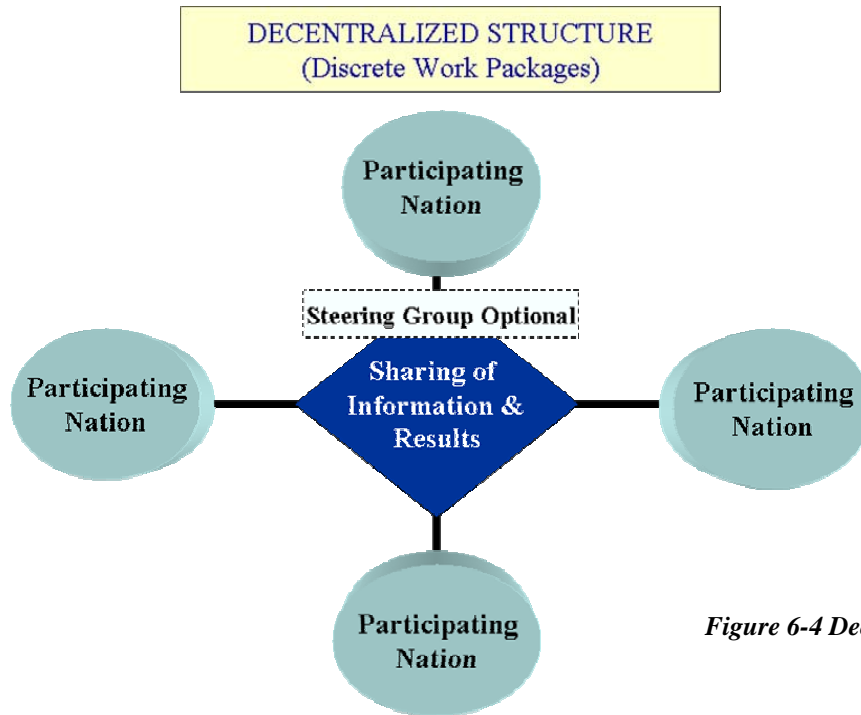 DECENTRALIZED STRUCTURE
(Discrete Work Packages)
Participating
Nation
Steering Group Optional
Participating
Nation
Sharing of
Information &
Results
Participating
Nation
Participating
Nation
Figure 6-4